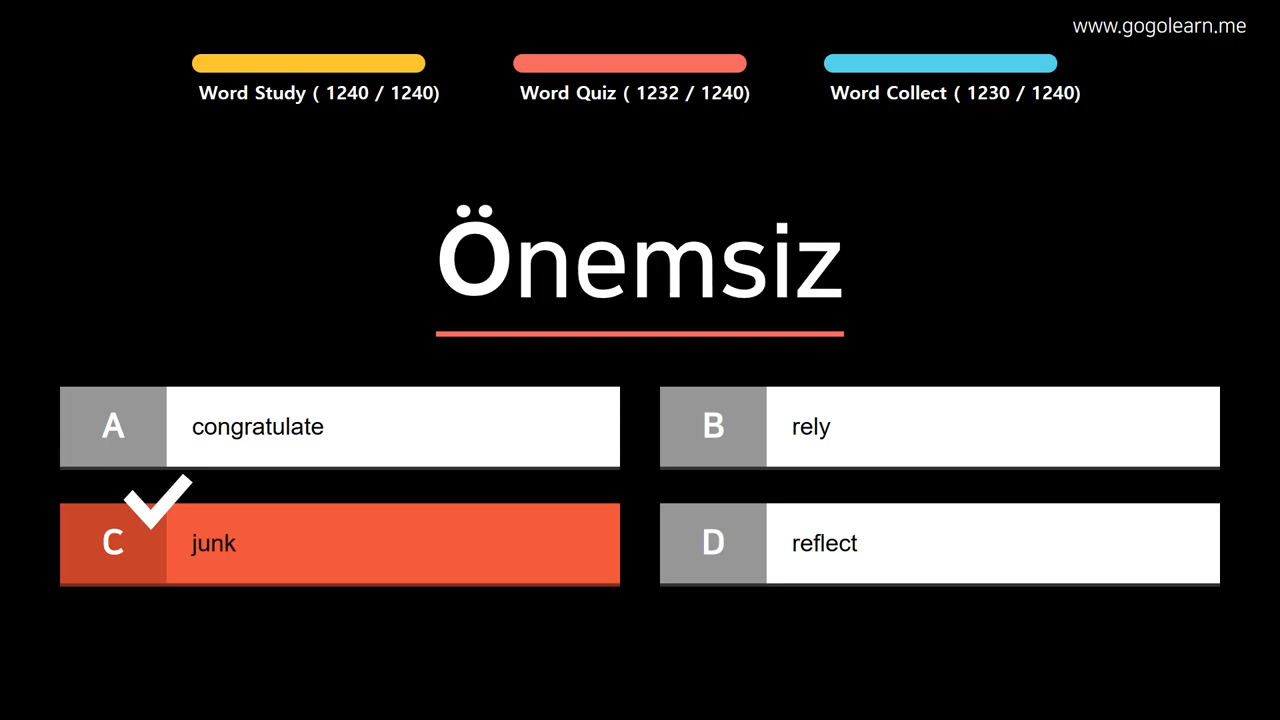 www.gogolearn.me
Word Study ( 1240 / 1240)
Word Quiz ( 1232 / 1240)
Word Collect ( 1230 / 1240)
Önemsiz
A
congratulate
B
rely
C
junk
D
reflect